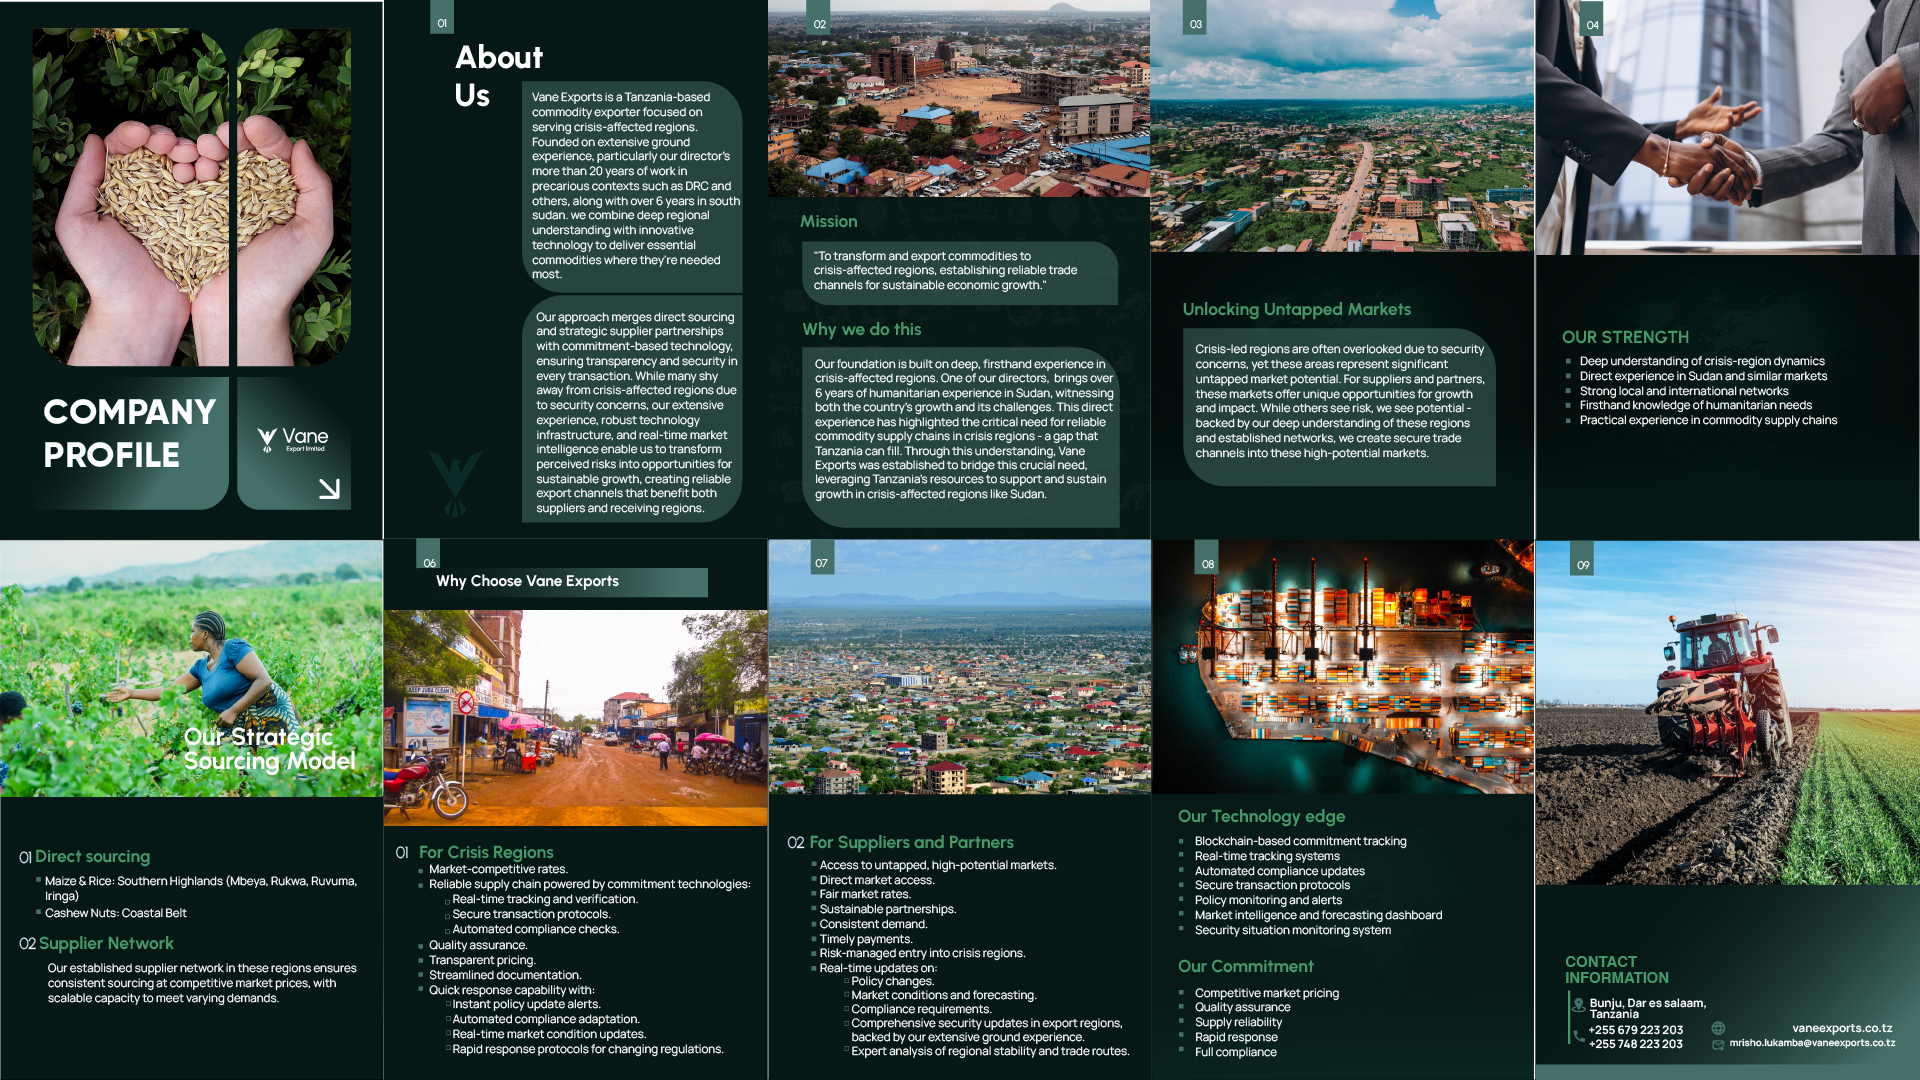 COMPANY
PROFILE
Vane
Export limited
01
About
Us
Vane Exports is a Tanzania-based
commodity exporter focused on
serving crisis-affected regions.
Founded on extensive ground
experience, particularly our director's
more than 20 years of work in
precarious contexts such as DRC and
others, along with over 6 years in south
sudan. we combine deep regional
understanding with innovative
technology to deliver essential
commodities where they're needed
most.
Our approach merges direct sourcing
and strategic supplier partnerships
with commitment-based technology,
ensuring transparency and security in
every transaction. While many shy
away from crisis-affected regions due
to security concerns, our extensive
experience, robust technology
infrastructure, and real-time market
intelligence enable us to transform
perceived risks into opportunities for
sustainable growth, creating reliable
export channels that benefit both
suppliers and receiving regions.
02
Mission
"To transform and export commodities to
crisis-affected regions, establishing reliable trade
channels for sustainable economic growth."
Why we do this
Our foundation is built on deep, firsthand experience in
crisis-affected regions. One of our directors, brings over
6 years of humanitarian experience in Sudan, witnessing
both the country's growth and its challenges. This direct
experience has highlighted the critical need for reliable
commodity supply chains in crisis regions - a gap that
Tanzania can fill. Through this understanding, Vane
Exports was established to bridge this crucial need,
leveraging Tanzania's resources to support and sustain
growth in crisis-affected regions like Sudan.
03
Unlocking Untapped Markets
Crisis-led regions are often overlooked due to security
concerns, yet these areas represent significant
untapped market potential. For suppliers and partners,
these markets offer unique opportunities for growth
and impact. While others see risk, we see potential -
backed by our deep understanding of these regions
and established networks, we create secure trade
channels into these high-potential markets.
04
OUR STRENGTH
Deep understanding of crisis-region dynamics
Direct experience in Sudan and similar markets
Strong local and international networks
Firsthand knowledge of humanitarian needs
Practical experience in commodity supply chains
Our Strategic
Sourcing Model
01 Direct sourcing
Maize & Rice: Southern Highlands (Mbeya, Rukwa, Ruvuma,
Iringa)
Cashew Nuts: Coastal Belt
02 Supplier Network
Our established supplier network in these regions ensures
consistent sourcing at competitive market prices, with
scalable capacity to meet varying demands.
06
Why Choose Vane Exports
KEEP JUBA CLEAN
01 For Crisis Regions
Market-competitive rates.
Reliable supply chain powered by commitment technologies:
Real-time tracking and verification.
Secure transaction protocols.
Automated compliance checks.
Quality assurance.
Transparent pricing.
Streamlined documentation.
Quick response capability with:
Instant policy update alerts.
Automated compliance adaptation.
Real-time market condition updates.
Rapid response protocols for changing regulations.
07
02 For Suppliers and Partners
Access to untapped, high-potential markets.
Direct market access.
Fair market rates.
Sustainable partnerships.
Consistent demand.
Timely payments.
Risk-managed entry into crisis regions.
Real-time updates on:
Policy changes.
Market conditions and forecasting.
Compliance requirements.
Comprehensive security updates in export regions,
backed by our extensive ground experience.
Expert analysis of regional stability and trade routes.
08
Our Technology edge
Blockchain-based commitment tracking
Real-time tracking systems
Automated compliance updates
Secure transaction protocols
Policy monitoring and alerts
Market intelligence and forecasting dashboard
Security situation monitoring system
Our Commitment
Competitive market pricing
Quality assurance
Supply reliability
Rapid response
Full compliance
09
CONTACT
INFORMATION
Bunju, Dar es salaam,
Tanzania
+255 679 223 203
+255 748 223 203
vaneexports.co.tz
mrisho.lukamba@vaneexports.co.tz